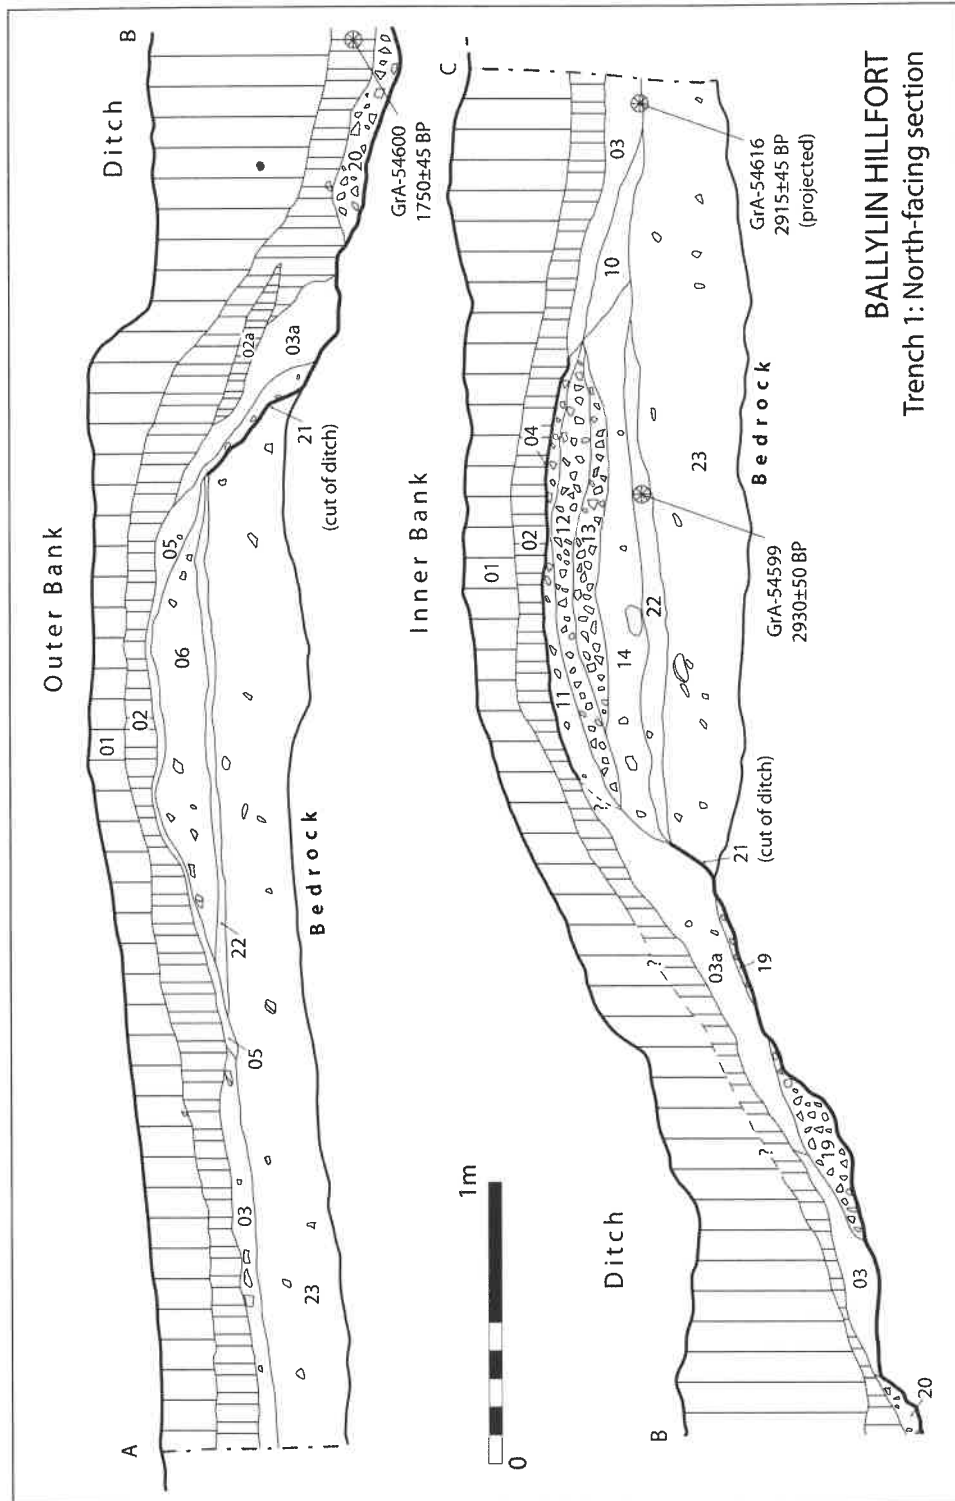 Outer Bank
Ditch
A
B
01
02
02a
03
03a
05
05
06
20
21
(cut of ditch)
22
23
Bedrock
GrA-54600
1750±45 BP
Inner Bank
Ditch
B
C
01
02
03
03
03a
04
10
11
12
13
14
19
19
20
21
(cut of ditch)
22
23
?
?
?
Bedrock
GrA-54599
2930±50 BP
GrA-54616
2915±45 BP
(projected)
0
1m
BALLYLIN HILLFORT
Trench 1: North-facing section